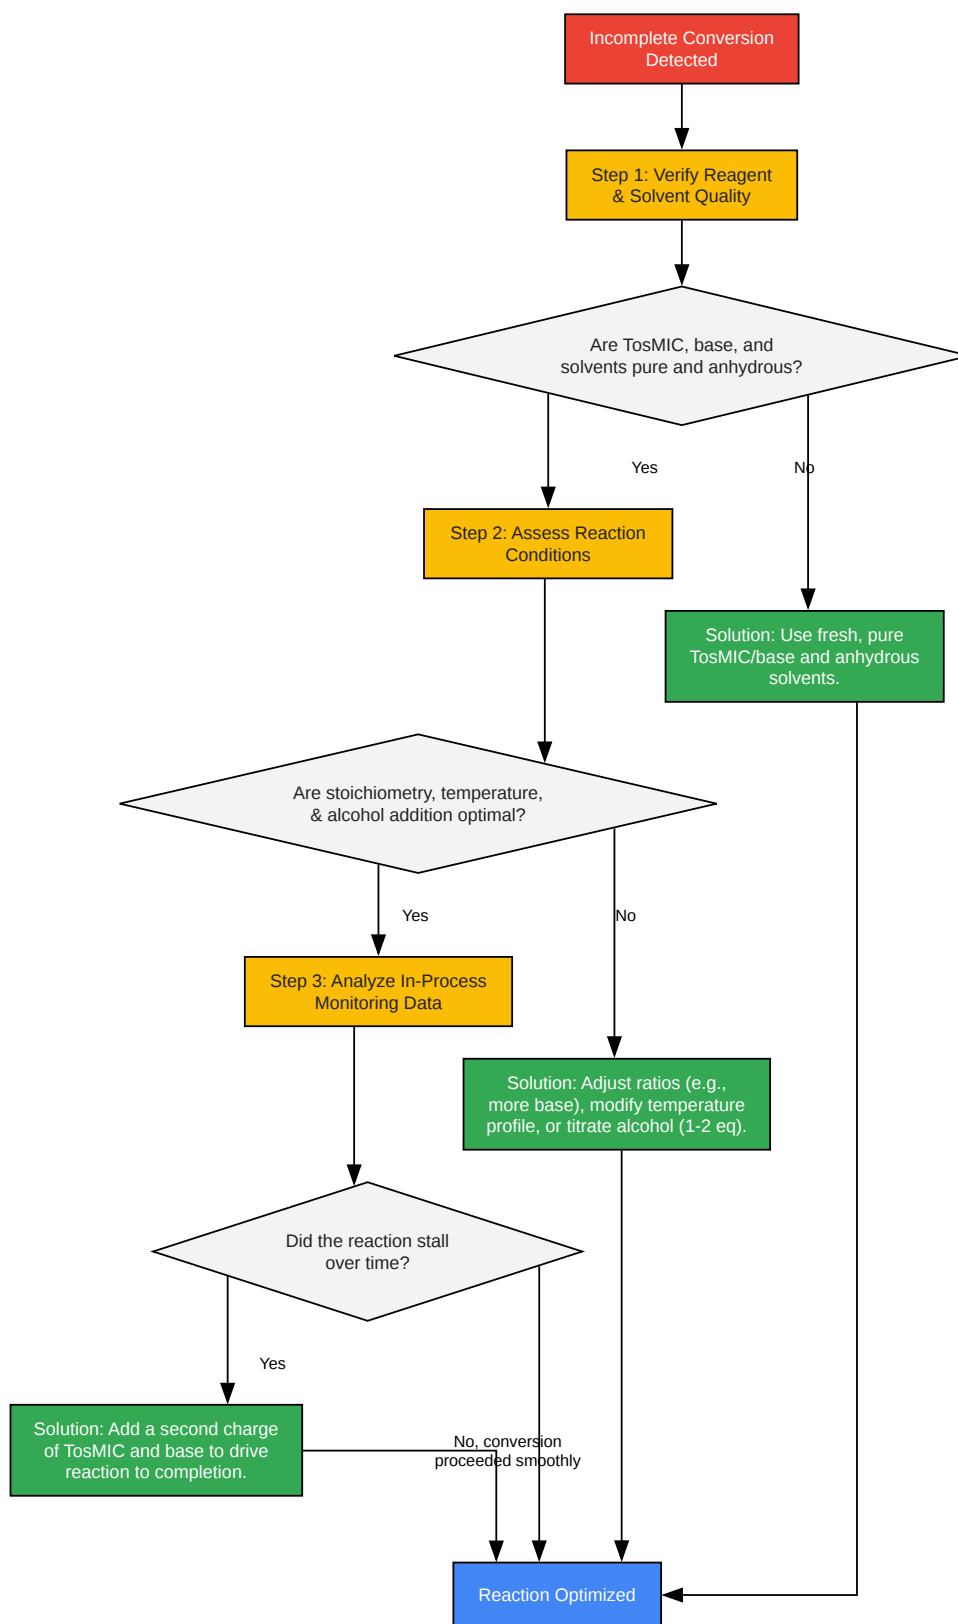 Incomplete Conversion
Detected
Step 1: Verify Reagent
& Solvent Quality
Are TosMIC, base, and
solvents pure and anhydrous?
Yes
No
Step 2: Assess Reaction
Conditions
Solution: Use fresh, pure
TosMIC/base and anhydrous
solvents.
Are stoichiometry, temperature,
& alcohol addition optimal?
Yes
No
Step 3: Analyze In-Process
Monitoring Data
Solution: Adjust ratios (e.g.,
more base), modify temperature
profile, or titrate alcohol (1-2 eq).
Did the reaction stall
over time?
Yes
Solution: Add a second charge
of TosMIC and base to drive
reaction to completion.
No, conversion
proceeded smoothly
Reaction Optimized